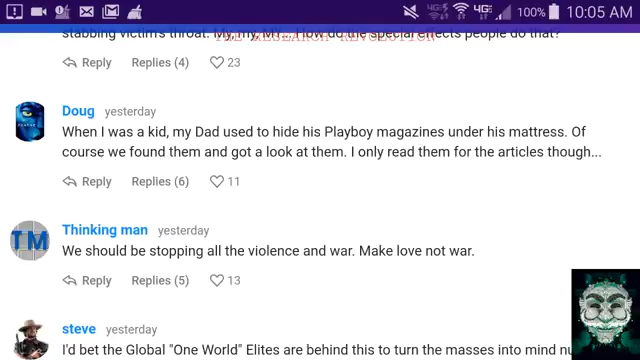 4G 100% 10:05 AM
stabbing victim's throat. My, my, MY... How do the special effects people do that?
THE RESEARCH REVOLUTION
Reply Replies (4) 23
Doug yesterday
When I was a kid, my Dad used to hide his Playboy magazines under his mattress. Of
course we found them and got a look at them. I only read them for the articles though...
Reply Replies (6) 11
Thinking man yesterday
TM
We should be stopping all the violence and war. Make love not war.
Reply Replies (5) 13
steve yesterday
I'd bet the Global "One World" Elites are behind this to turn the masses into mind